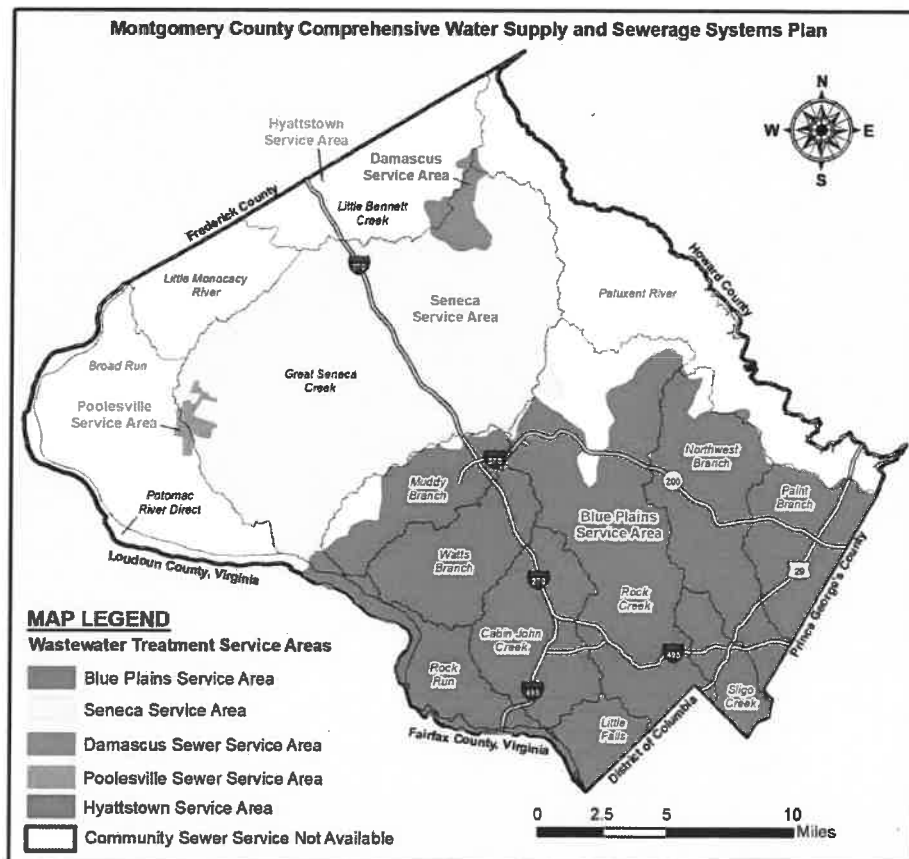 Montgomery County Comprehensive Water Supply and Sewerage Systems Plan
N
W E
S
Hyattstown
Service Area
Damascus
Service Area
Little Bennett
Creek
Frederick County
Little Monocacy
River
Seneca
Service Area
Patuxent River
Howard County
Broad Run
Great Seneca
Creek
Poolesville
Service Area
Potomac
River Direct
Loudoun County, Virginia
Muddy
Branch
Northwest
Branch
200
Paint
Branch
Blue Plains
Service Area
Watts
Branch
270
29
Rock
Creek
Prince George's County
Cabin John
Creek
495
Rock
Run
Sligo
Creek
Little
Falls
Fairfax County, Virginia
District of Columbia
MAP LEGEND
Wastewater Treatment Service Areas
Blue Plains Service Area
Seneca Service Area
Damascus Sewer Service Area
Poolesville Sewer Service Area
Hyattstown Service Area
Community Sewer Service Not Available
0 2.5 5 10
Miles